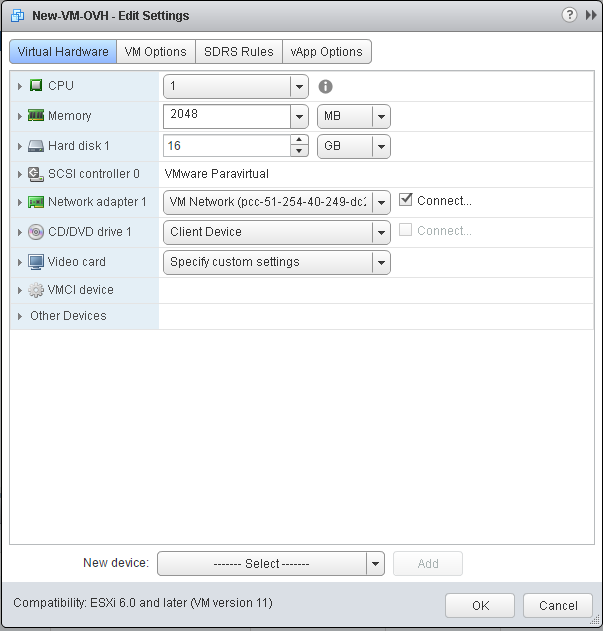 New-VM-OVH - Edit Settings
Virtual Hardware VM Options SDRS Rules vApp Options
CPU 1
Memory 2048 MB
Hard disk 1 16 GB
SCSI controller 0 VMware Paravirtual
Network adapter 1 VM Network (pcc-51-254-40-249-dc2 Connect...
CD/DVD drive 1 Client Device Connect...
Video card Specify custom settings
VMCI device
Other Devices
New device: ------- Select ------- Add
Compatibility: ESXi 6.0 and later (VM version 11) OK Cancel